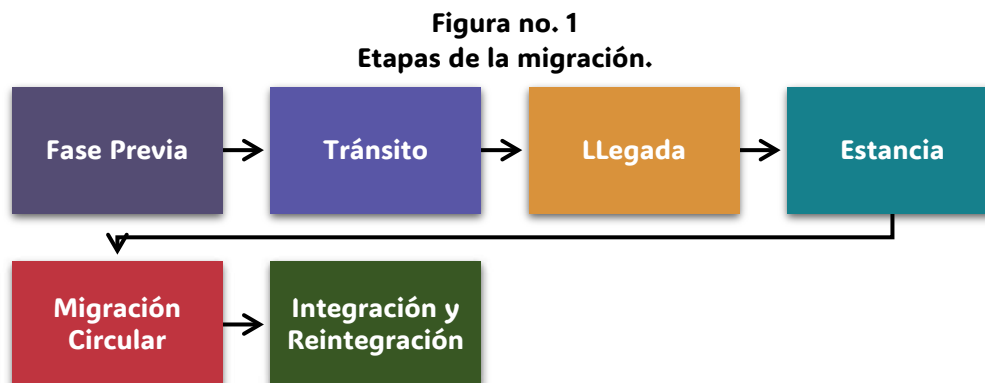 Figura no. 1
Etapas de la migración.
Fase Previa
Tránsito
LLegada
Estancia
Migración
Circular
Integración y
Reintegración